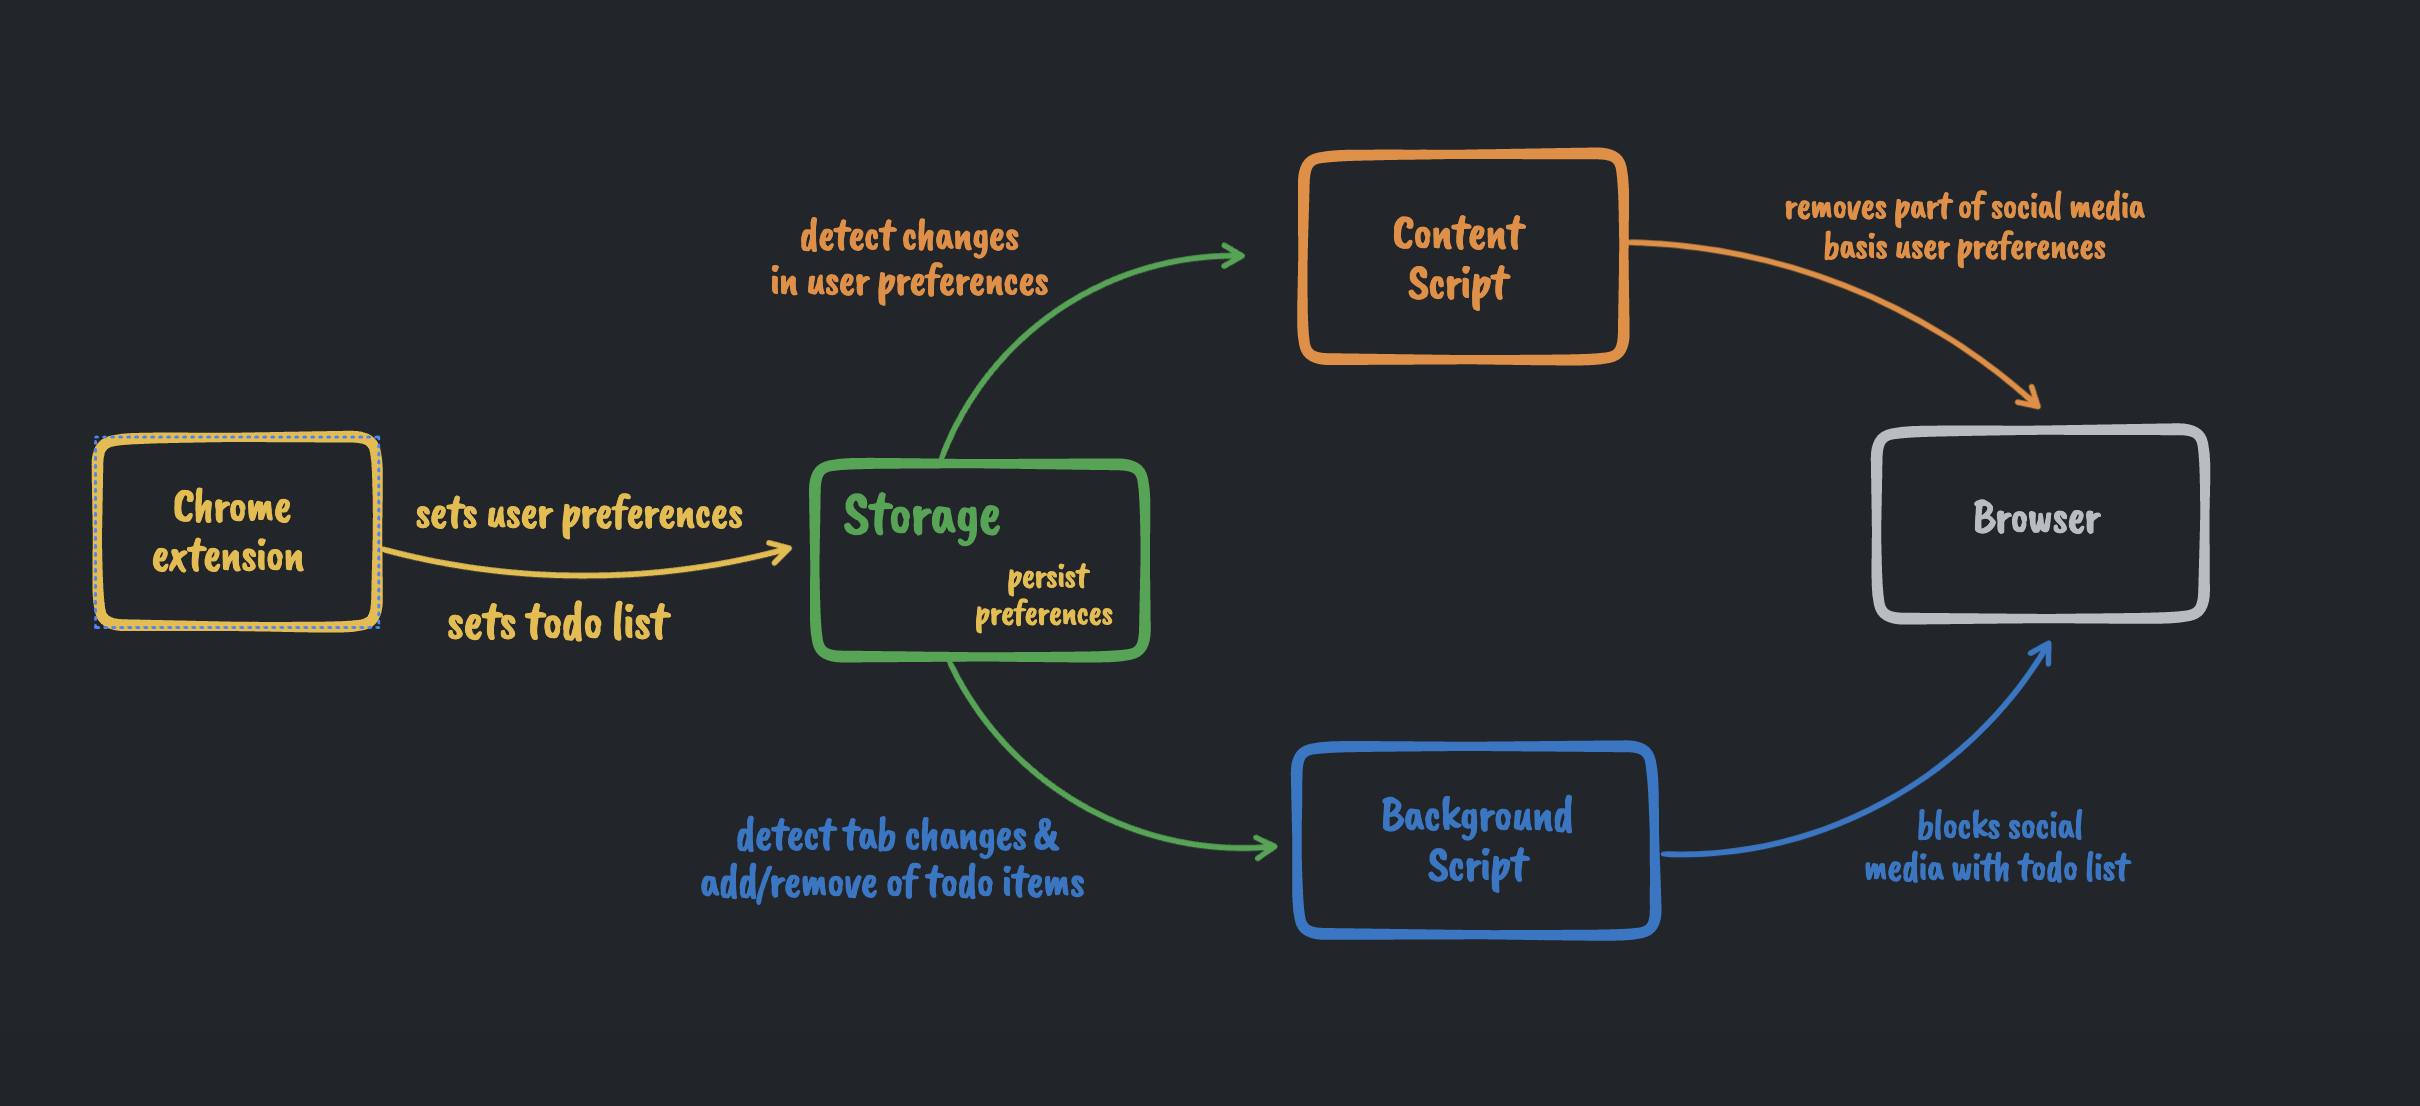 Chrome
extension
sets user preferences
sets todo list
Storage
persist
preferences
detect changes
in user preferences
Content
Script
removes part of social media
basis user preferences
detect tab changes &
add/remove of todo items
Background
Script
blocks social
media with todo list
Browser